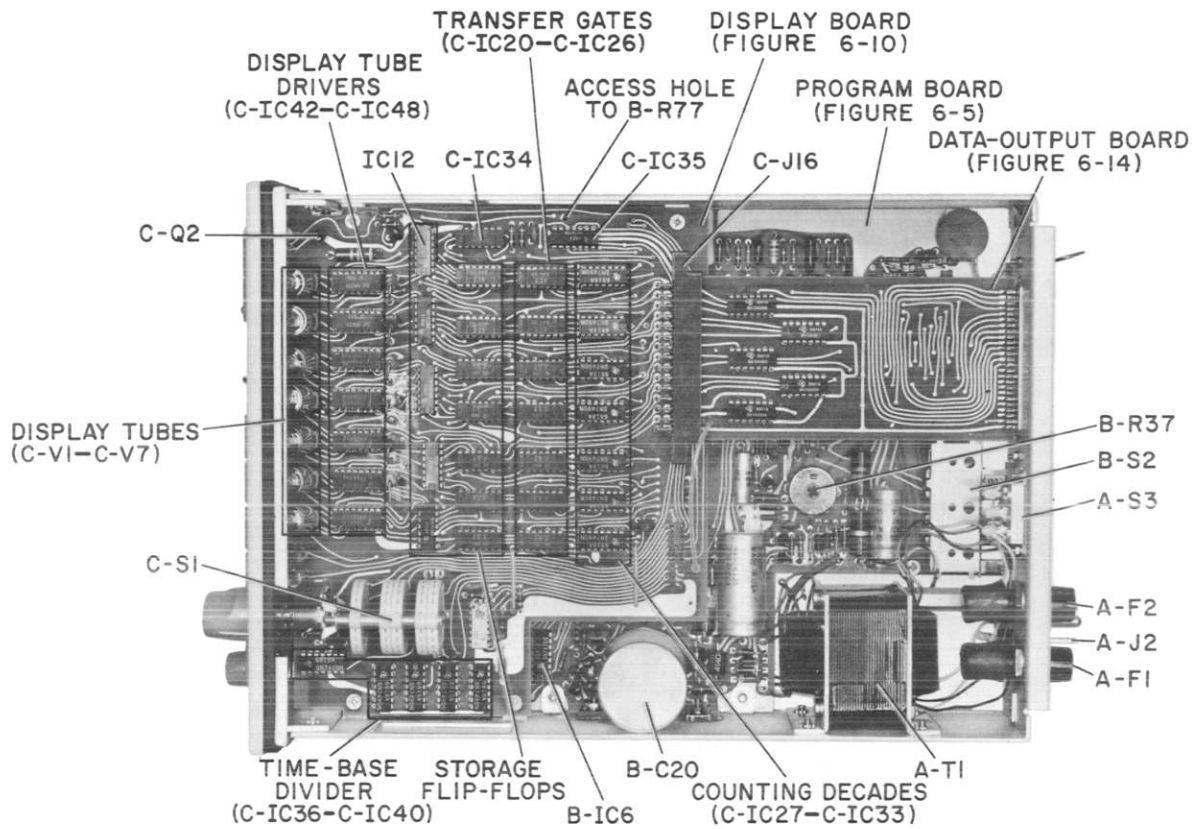 TRANSFER GATES
(C-IC20–C-IC26)
DISPLAY BOARD
(FIGURE 6-10)
DISPLAY TUBE
DRIVERS
(C-IC42–C-IC48)
ACCESS HOLE
TO B-R77
PROGRAM BOARD
(FIGURE 6-5)
DATA-OUTPUT BOARD
(FIGURE 6-14)
IC12
C-IC34
C-IC35
C-J16
C-Q2
DISPLAY TUBES
(C-V1–C-V7)
B-R37
B-S2
A-S3
C-S1
A-F2
A-J2
A-F1
TIME-BASE
DIVIDER
(C-IC36–C-IC40)
STORAGE
FLIP-FLOPS
B-IC6
B-C20
COUNTING DECADES
(C-IC27–C-IC33)
A-T1